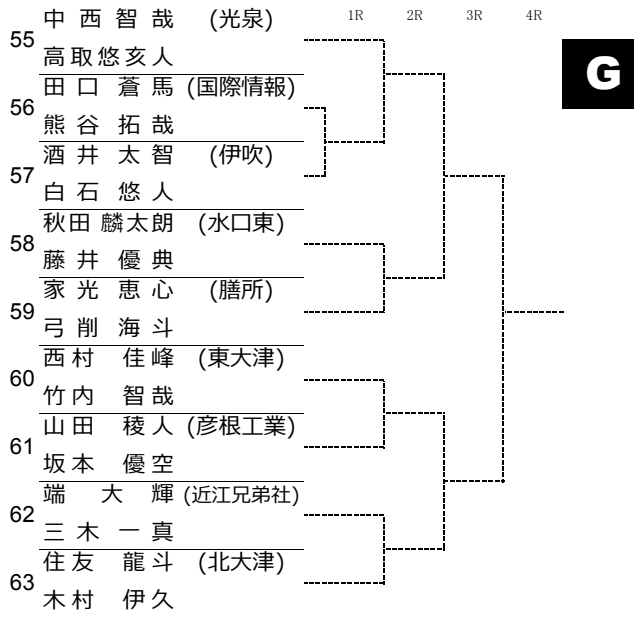 1R 2R 3R 4R
G
55 中西智哉 (光泉)
高取悠亥人
56 田口 蒼馬 (国際情報)
熊谷 拓哉
57 酒井 太智 (伊吹)
白石 悠人
58 秋田 麟太朗 (水口東)
藤井 優典
59 家光 恵心 (膳所)
弓削 海斗
60 西村 佳峰 (東大津)
竹内 智哉
61 山田 稜人 (彦根工業)
坂本 優空
62 端 大 輝 (近江兄弟社)
三木一真
63 住友 龍斗 (北大津)
木村 伊久